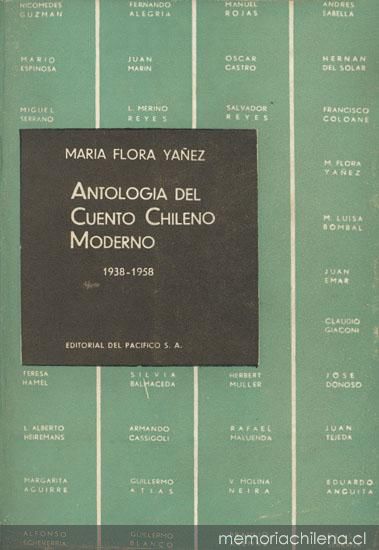 NICOMEDES
GUZMAN
FERNANDO
ALEGRIA
MANUEL
ROJAS
ANDRES
SABELLA
MARIO
ESPINOSA
JUAN
MARIN
OSCAR
CASTRO
HERNAN
DEL SOLAR
MIGUEL
SERRANO
L. MERINO
REYES
SALVADOR
REYES
FRANCISCO
COLOANE
MARIA FLORA YAÑEZ
ANTOLOGIA DEL
CUENTO CHILENO
MODERNO
1938-1958
EDITORIAL DEL PACIFICO S. A.
M. FLORA
YAÑEZ
M. LUISA
BOMBAL
JUAN
EMAR
CLAUDIO
GIACONI
TERESA
HAMEL
SILVIA
BALMACEDA
HERBERT
MULLER
JOSE
DONOSO
L. ALBERTO
HEIREMANS
ARMANDO
CASSIGOLI
RAFAEL
MALUENDA
JUAN
TEJEDA
MARGARITA
AGUIRRE
GUILLERMO
ATIAS
V. MOLINA
NEIRA
EDUARDO
ANGUITA
ALFONSO
ECHEVERRIA
GUILLERMO
BLANCO
memoriachilena.cl